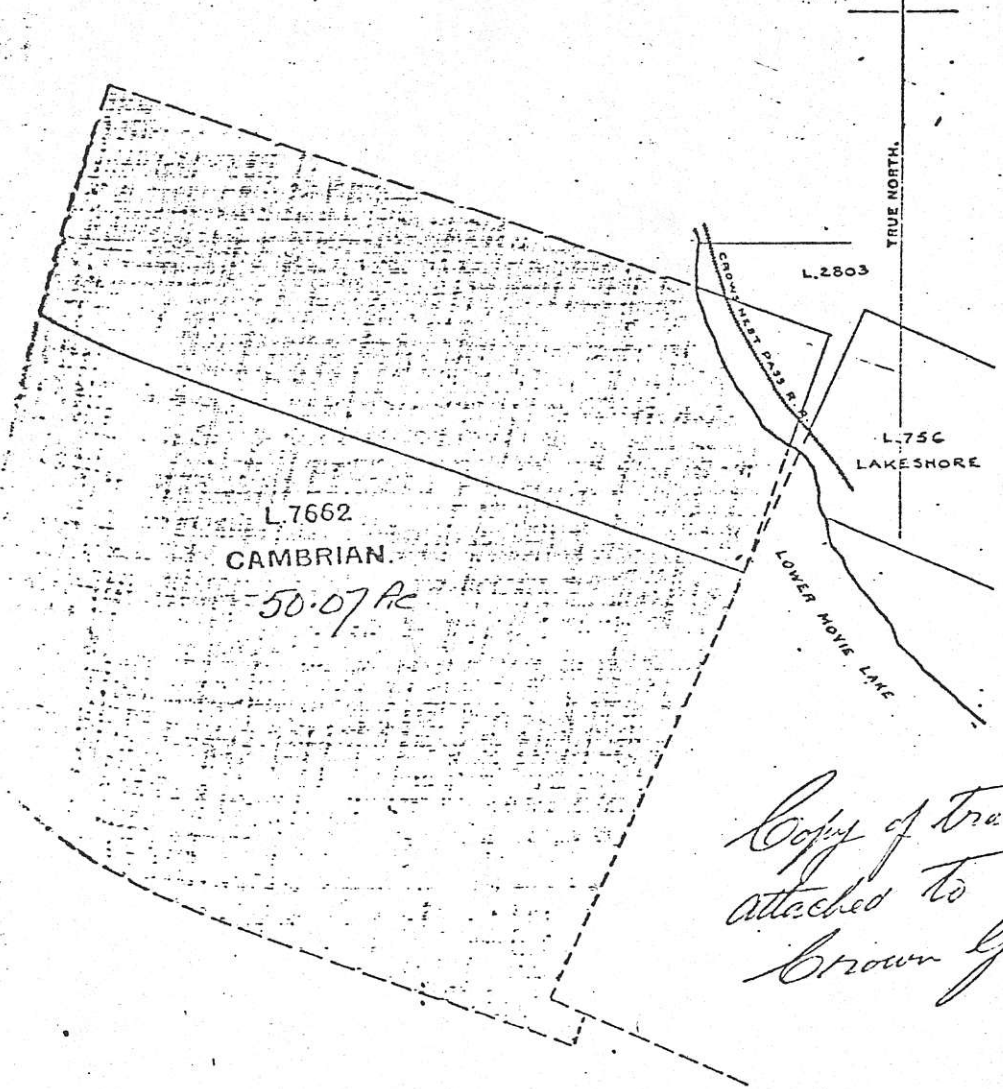 TRUE NORTH.
L.2803
CROWS NEST PASS R. R.
L.756
LAKESHORE
L.7662
CAMBRIAN.
50.07 Ac
LOWER MOYIE LAKE
Copy of
attached to
Crown